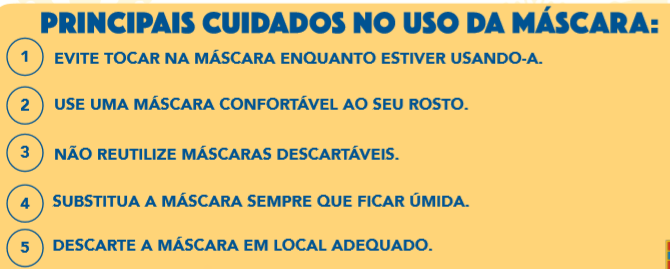 PRINCIPAIS CUIDADOS NO USO DA MÁSCARA:
1 EVITE TOCAR NA MÁSCARA ENQUANTO ESTIVER USANDO-A.
2 USE UMA MÁSCARA CONFORTÁVEL AO SEU ROSTO.
3 NÃO REUTILIZE MÁSCARAS DESCARTÁVEIS.
4 SUBSTITUA A MÁSCARA SEMPRE QUE FICAR ÚMIDA.
5 DESCARTE A MÁSCARA EM LOCAL ADEQUADO.